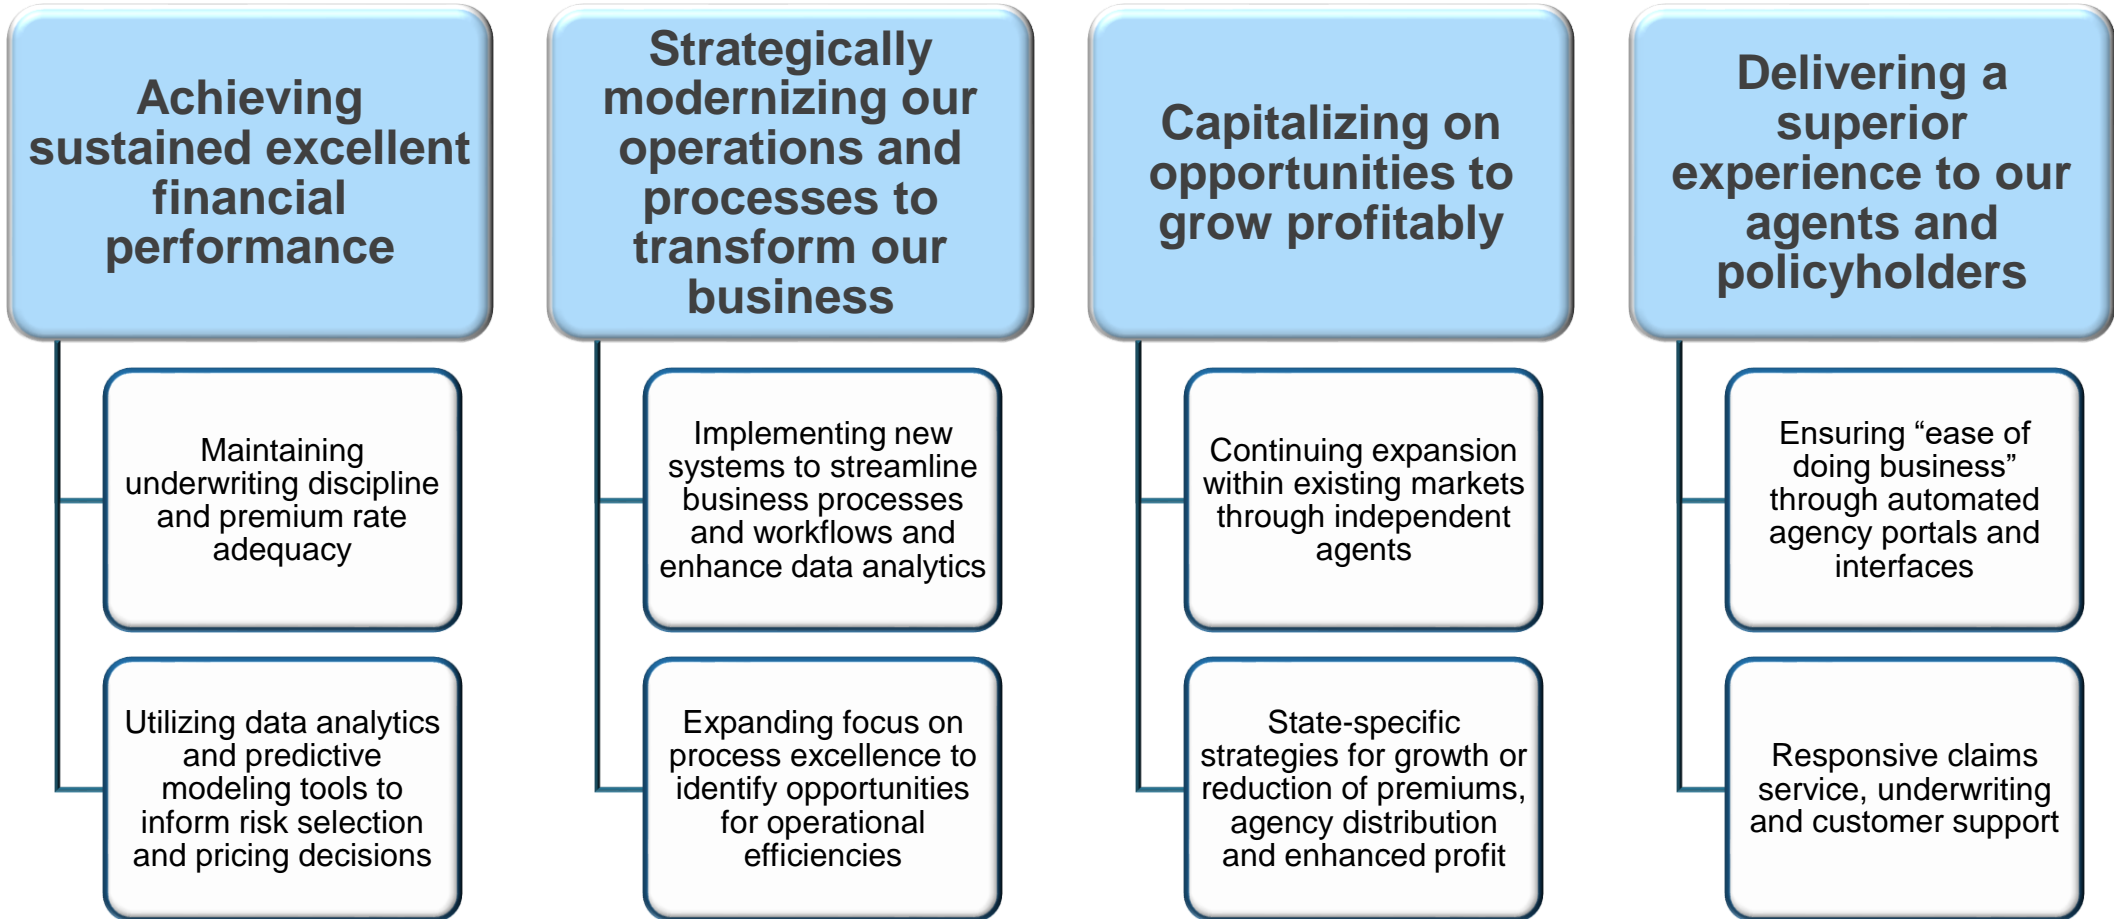 Achieving
sustained excellent
financial
performance
Maintaining
underwriting discipline
and premium rate
adequacy
Utilizing data analytics
and predictive
modeling tools to
inform risk selection
and pricing decisions
Strategically
modernizing our
operations and
processes to
transform our
business
Implementing new
systems to streamline
business processes
and workflows and
enhance data analytics
Expanding focus on
process excellence to
identify opportunities
for operational
efficiencies
Capitalizing on
opportunities to
grow profitably
Continuing expansion
within existing markets
through independent
agents
State-specific
strategies for growth or
reduction of premiums,
agency distribution
and enhanced profit
Delivering a
superior
experience to our
agents and
policyholders
Ensuring “ease of
doing business”
through automated
agency portals and
interfaces
Responsive claims
service, underwriting
and customer support